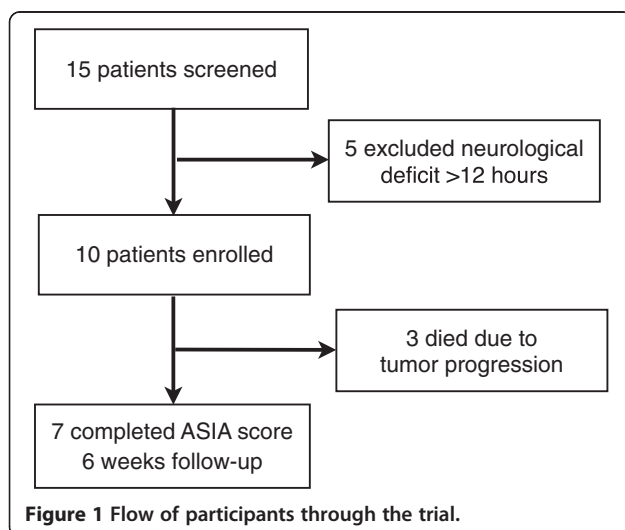 15 patients screened
5 excluded neurological
deficit >12 hours
10 patients enrolled
3 died due to
tumor progression
7 completed ASIA score
6 weeks follow-up
Figure 1 Flow of participants through the trial.